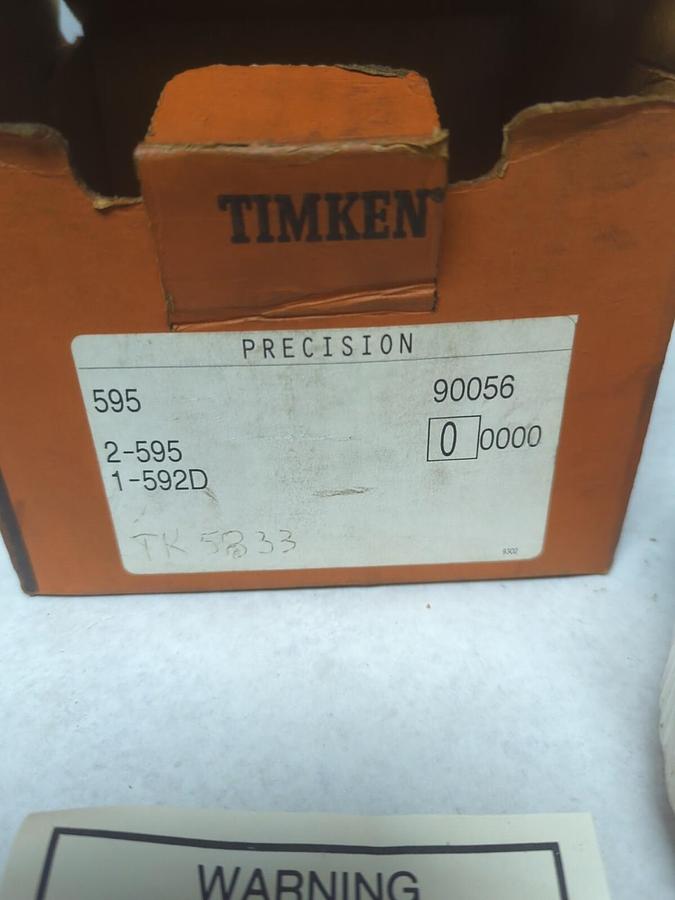 TIMKEN®
PRECISION
595 90056
2-595 0 0000
1-592D
TK 5833
9302
WARNING